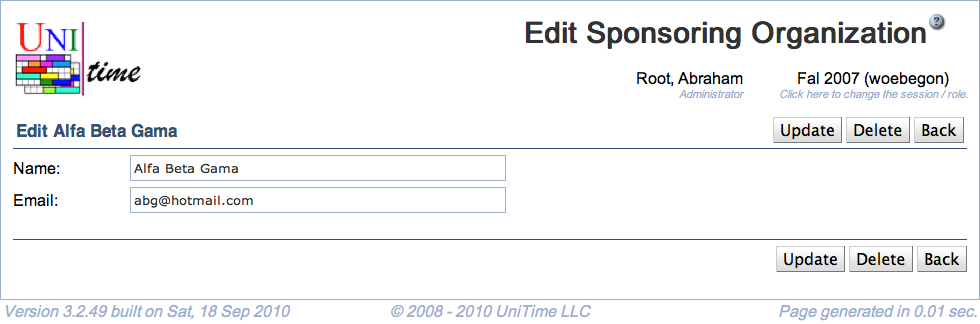 UNI
time
Edit Sponsoring Organization ?
Root, Abraham
Administrator
Fal 2007 (woebegon)
Click here to change the session / role.
Edit Alfa Beta Gama
Update Delete Back
Name: Alfa Beta Gama
Email: abg@hotmail.com
Update Delete Back
Version 3.2.49 built on Sat, 18 Sep 2010 © 2008 - 2010 UniTime LLC Page generated in 0.01 sec.